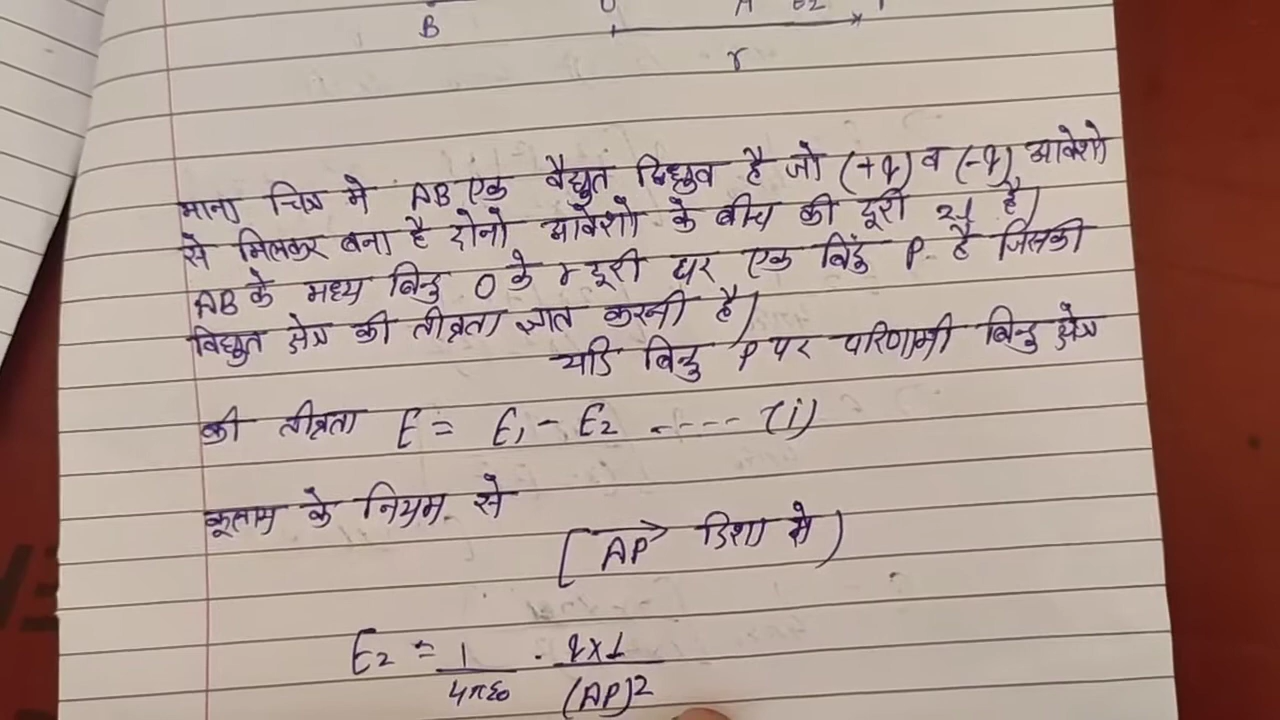 B O A E2
r
माना चित्र मे AB एक वैद्युत द्विध्रुव है जो (+q) व (-q) आवेशो
से मिलकर बना है दोनो आवेशो के बीच की दूरी 2l है।
AB के मध्य बिन्दु O के r दूरी पर एक बिंदु P है जिसकी
विद्युत क्षेत्र की तीव्रता ज्ञात करनी है।
यदि बिन्दु P पर परिणामी बिन्दु क्षेत्र
की तीव्रता E = E₁ - E₂ ------ (i)
कूलाम के नियम से
[AP→ दिशा मे)
E₂ = 1/4πε₀ · q×1/(AP)²